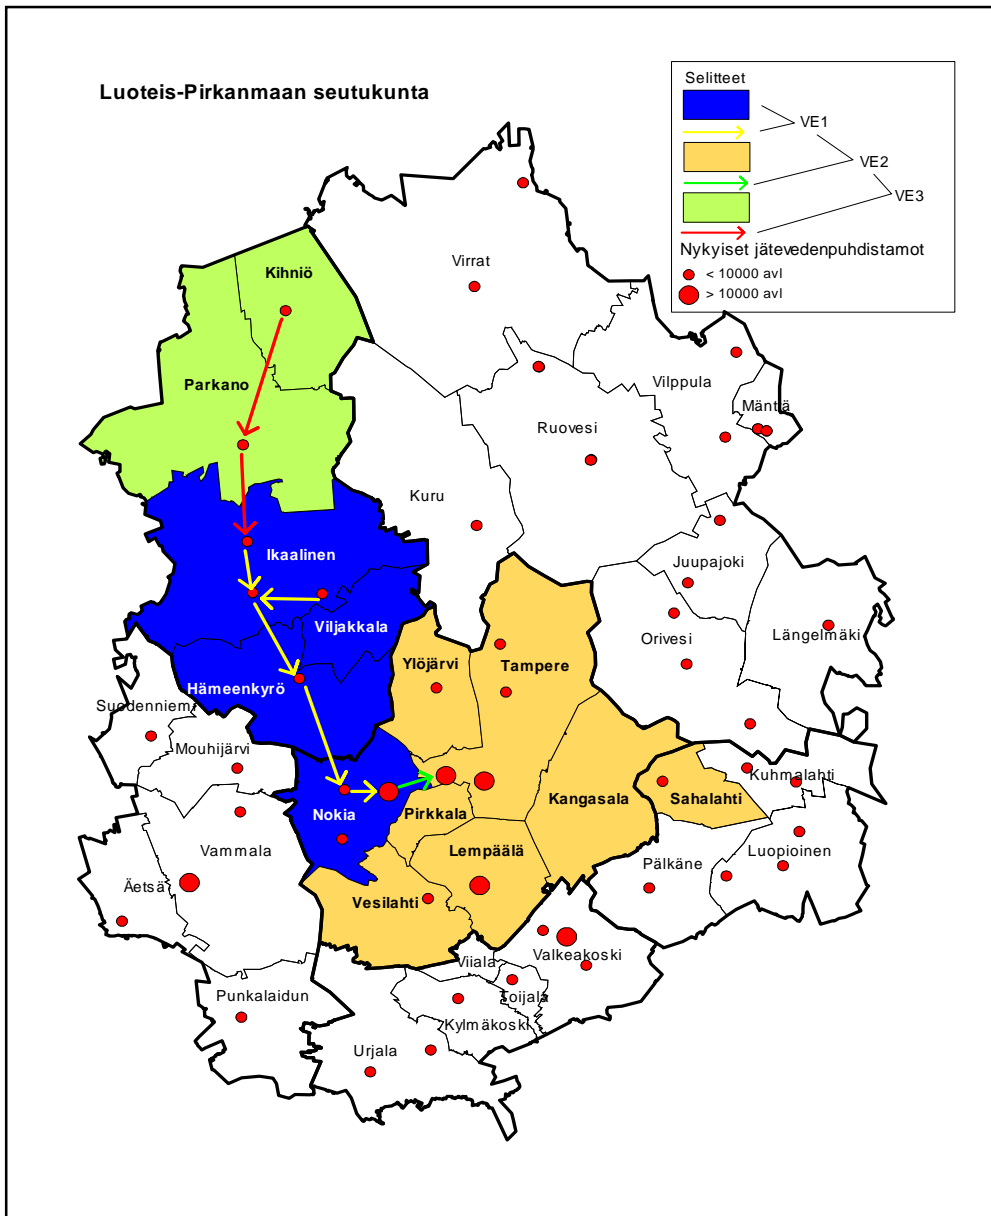 Luoteis-Pirkanmaan seutukunta
Selitteet
VE1
VE2
VE3
Nykyiset jätevedenpuhdistamot
< 10000 avl
> 10000 avl
Kihniö
Virrat
Parkano
Vilppula
Mänttä
Ruovesi
Kuru
Ikaalinen
Juupajoki
Viljakkala
Orivesi
Längelmäki
Ylöjärvi
Tampere
Hämeenkyrö
Suodenniemi
Mouhijärvi
Kuhmalahti
Kangasala
Sahalahti
Nokia
Pirkkala
Vammala
Lempäälä
Pälkäne
Luopioinen
Äetsä
Vesilahti
Viiala
Valkeakoski
Toijala
Punkalaidun
Kylmäkoski
Urjala